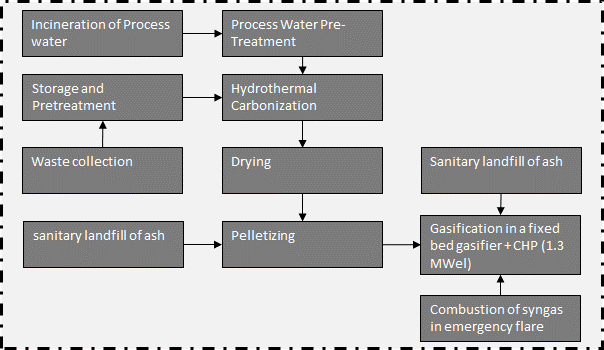 Incineration of Process
water
Process Water Pre-
Treatment
Storage and
Pretreatment
Hydrothermal
Carbonization
Waste collection
Drying
Sanitary landfill of ash
sanitary landfill of ash
Pelletizing
Gasification in a fixed
bed gasifier + CHP (1.3
MWel)
Combustion of syngas
in emergency flare